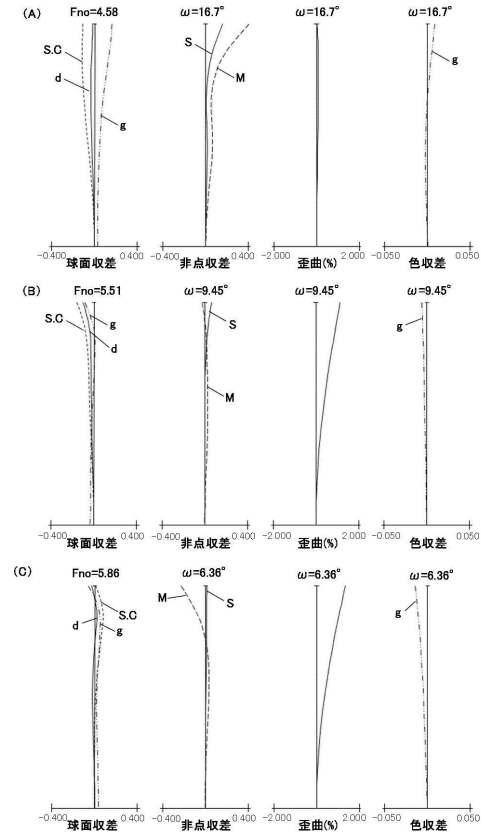 (A) Fno=4.58 ω=16.7° ω=16.7° ω=16.7°
S.C S g
d M
g
-0.400 0.400 -0.400 0.400 -2.000 2.000 -0.050 0.050
球面収差 非点収差 歪曲(%) 色収差
(B) Fno=5.51 ω=9.45° ω=9.45° ω=9.45°
S.C g S g
d
M
-0.400 0.400 -0.400 0.400 -2.000 2.000 -0.050 0.050
球面収差 非点収差 歪曲(%) 色収差
(C) Fno=5.86 ω=6.36° ω=6.36° ω=6.36°
S.C M S g
d g
-0.400 0.400 -0.400 0.400 -2.000 2.000 -0.050 0.050
球面収差 非点収差 歪曲(%) 色収差